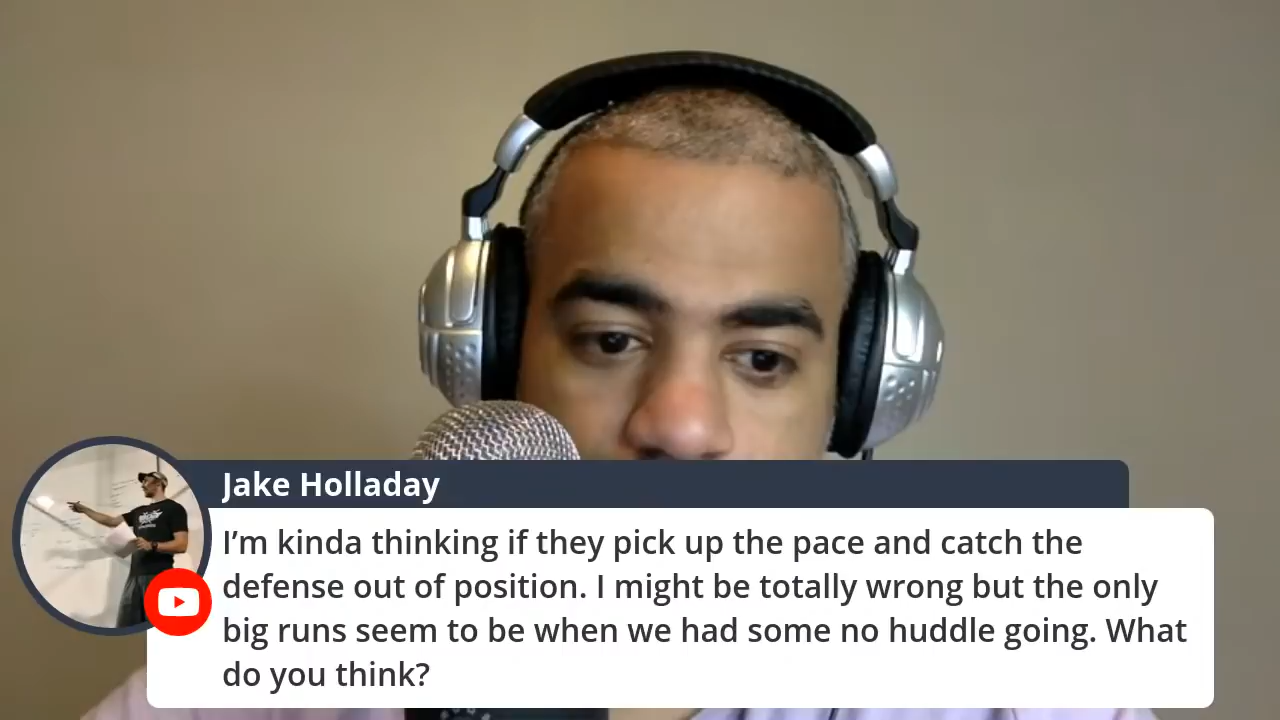 Jake Holladay
I’m kinda thinking if they pick up the pace and catch the
defense out of position. I might be totally wrong but the only
big runs seem to be when we had some no huddle going. What
do you think?